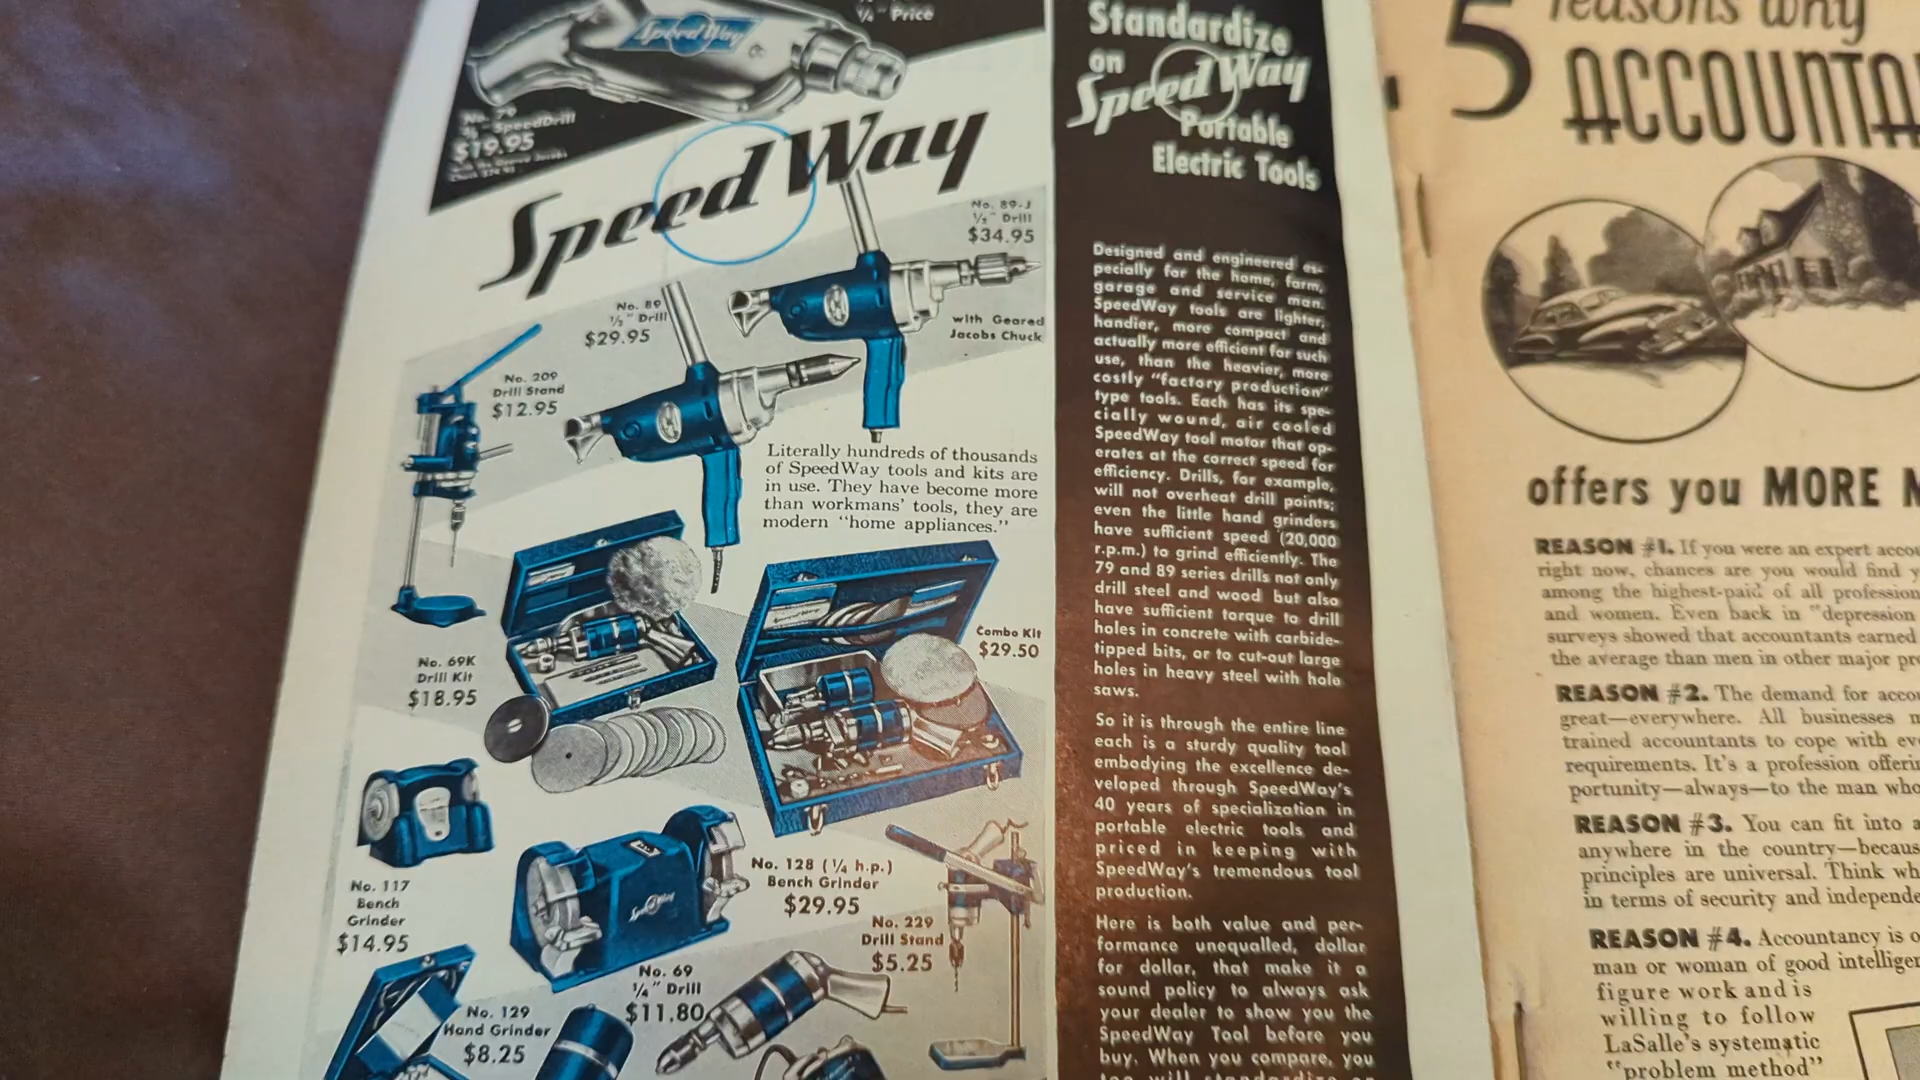 ¼" Price
SpeedWay
No. 79
SpeedDrill
$19.95
SpeedWay
No. 89-J
½" Drill
$34.95
with Geared
Jacobs Chuck
No. 89
½" Drill
$29.95
No. 209
Drill Stand
$12.95
Literally hundreds of thousands
of SpeedWay tools and kits are
in use. They have become more
than workmans' tools, they are
modern "home appliances."
No. 69K
Drill Kit
$18.95
Combo Kit
$29.50
No. 117
Bench
Grinder
$14.95
No. 128 (¼ h.p.)
Bench Grinder
$29.95
SpeedWay
No. 229
Drill Stand
$5.25
No. 69
¼" Drill
$11.80
No. 129
Hand Grinder
$8.25
Standardize
on
SpeedWay
Portable
Electric Tools
Designed and engineered es-
pecially for the home, farm,
garage and service man.
SpeedWay tools are lighter,
handier, more compact and
actually more efficient for such
use, than the heavier, more
costly "factory production"
type tools. Each has its spe-
cially wound, air cooled
SpeedWay tool motor that op-
erates at the correct speed for
efficiency. Drills, for example,
will not overheat drill points;
even the little hand grinders
have sufficient speed (20,000
r.p.m.) to grind efficiently. The
79 and 89 series drills not only
drill steel and wood but also
have sufficient torque to drill
holes in concrete with carbide-
tipped bits, or to cut-out large
holes in heavy steel with hole
saws.
So it is through the entire line
each is a sturdy quality tool
embodying the excellence de-
veloped through SpeedWay's
40 years of specialization in
portable electric tools and
priced in keeping with
SpeedWay's tremendous tool
production.
Here is both value and per-
formance unequalled, dollar
for dollar, that make it a
sound policy to always ask
your dealer to show you the
SpeedWay Tool before you
buy. When you compare, you
5 reasons why
ACCOUNTA
offers you MORE
REASON #1. If you were an expert accou
right now, chances are you would find y
among the highest-paid of all profession
and women. Even back in "depression
surveys showed that accountants earned
the average than men in other major pro
REASON #2. The demand for accou
great—everywhere. All businesses
trained accountants to cope with eve
requirements. It's a profession offerin
portunity—always—to the man who
REASON #3. You can fit into a
anywhere in the country—becaus
principles are universal. Think wh
in terms of security and independe
REASON #4. Accountancy is o
man or woman of good intelligen
figure work and is
willing to follow
LaSalle's systematic
"problem method"